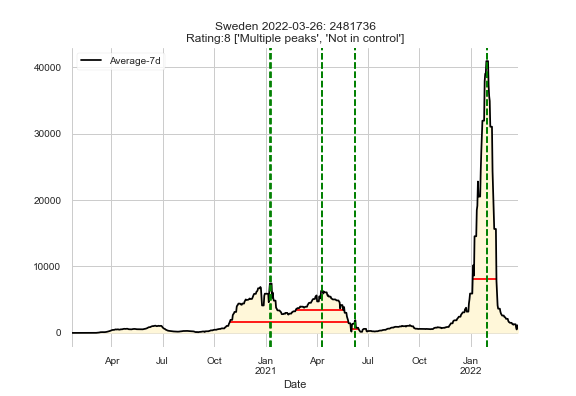 Sweden 2022-03-26: 2481736
Rating:8 ['Multiple peaks', 'Not in control']
Average-7d
40000
30000
20000
10000
0
Apr Jul Oct Jan Apr Jul Oct Jan
2021 2022
Date